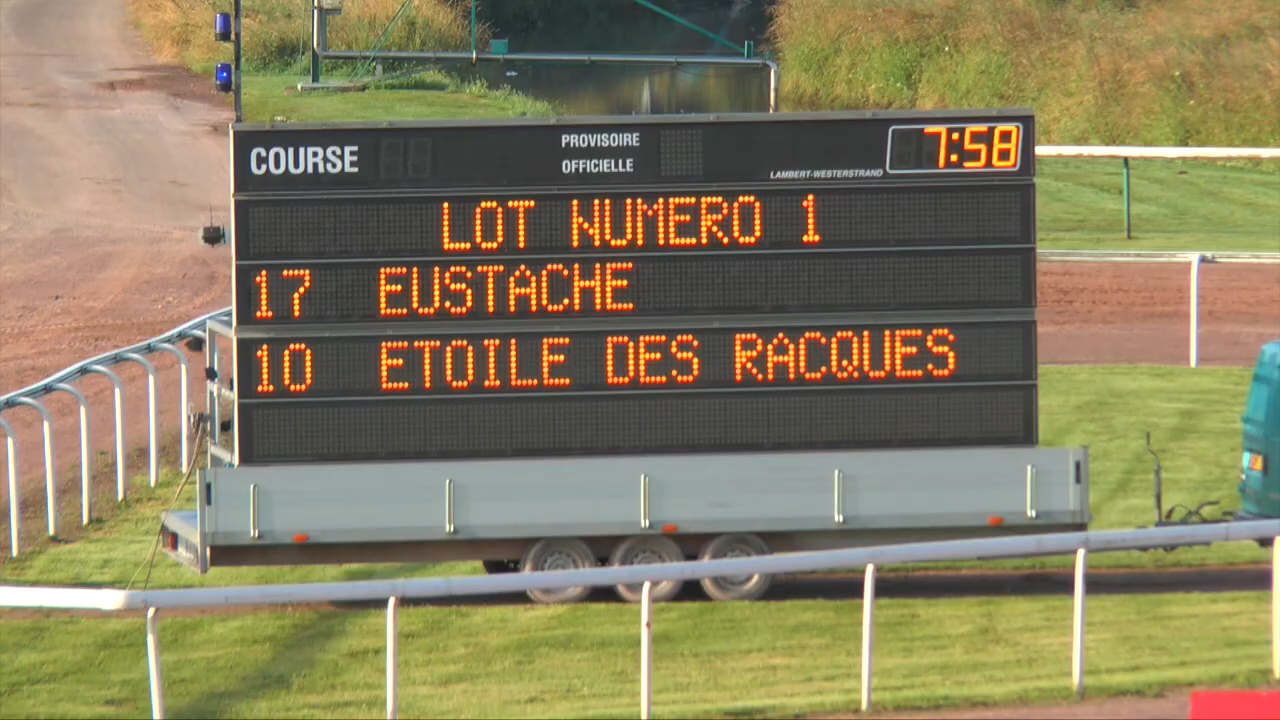 COURSE
PROVISOIRE
OFFICIELLE
LAMBERT-WESTERSTRAND
7:58
LOT NUMERO 1
17 EUSTACHE
10 ETOILE DES RACQUES